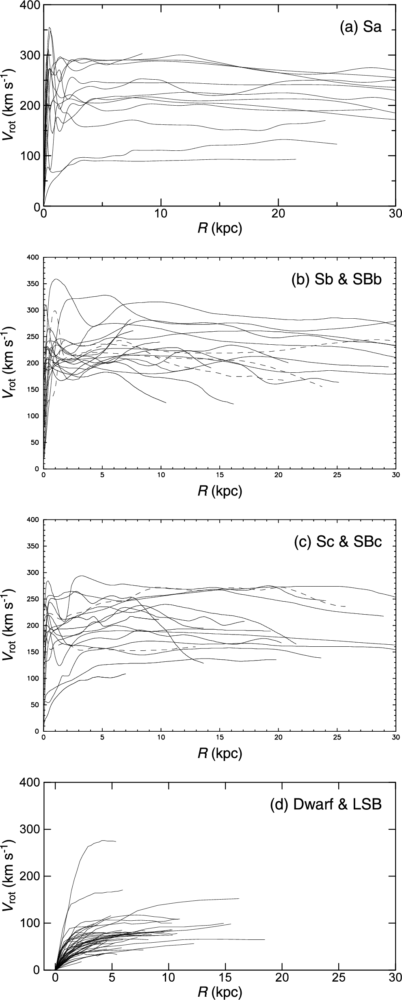 400
(a) Sa
300
V_rot (km s^-1)
200
100
0
0 10 20 30
R (kpc)
400
(b) Sb & SBb
350
300
250
V_rot (km s^-1)
200
150
100
50
0
0 5 10 15 20 25 30
R (kpc)
400
(c) Sc & SBc
350
300
250
V_rot (km s^-1)
200
150
100
50
0
0 5 10 15 20 25 30
R (kpc)
400
(d) Dwarf & LSB
300
V_rot (km s^-1)
200
100
0
0 5 10 15 20 25 30
R (kpc)